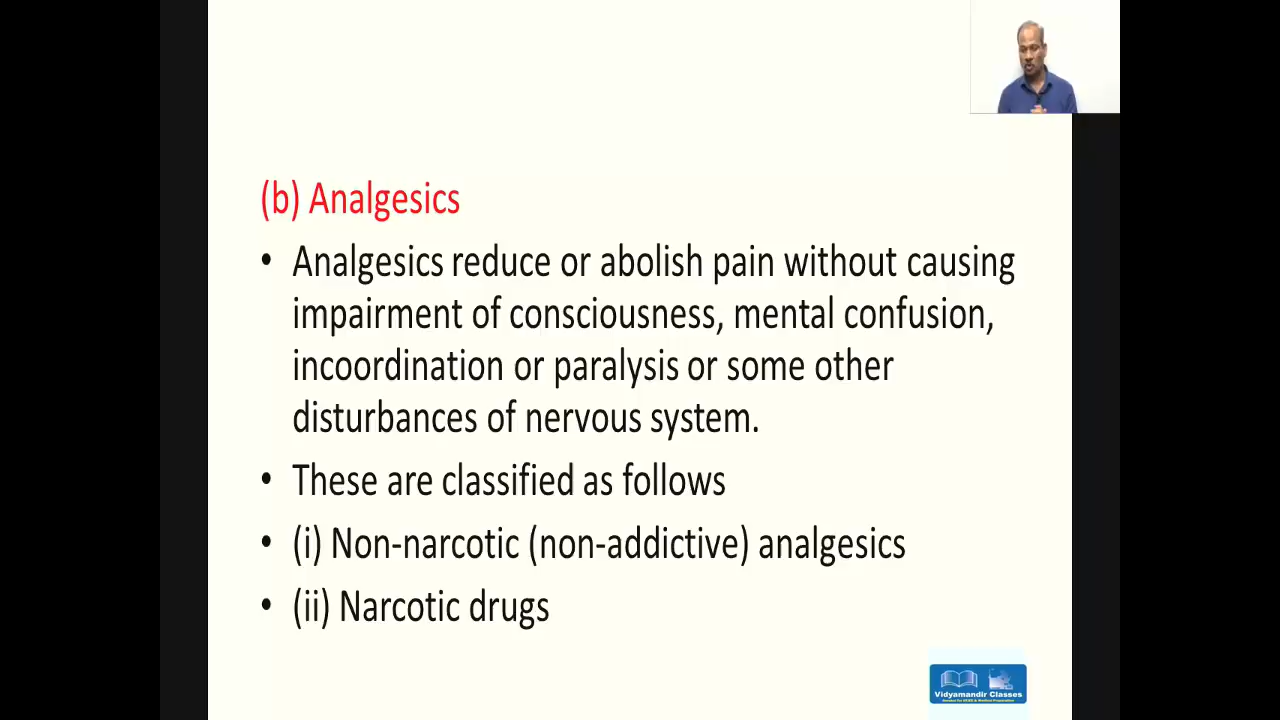 (b) Analgesics
• Analgesics reduce or abolish pain without causing
impairment of consciousness, mental confusion,
incoordination or paralysis or some other
disturbances of nervous system.
• These are classified as follows
• (i) Non-narcotic (non-addictive) analgesics
• (ii) Narcotic drugs
Vidyamandir Classes